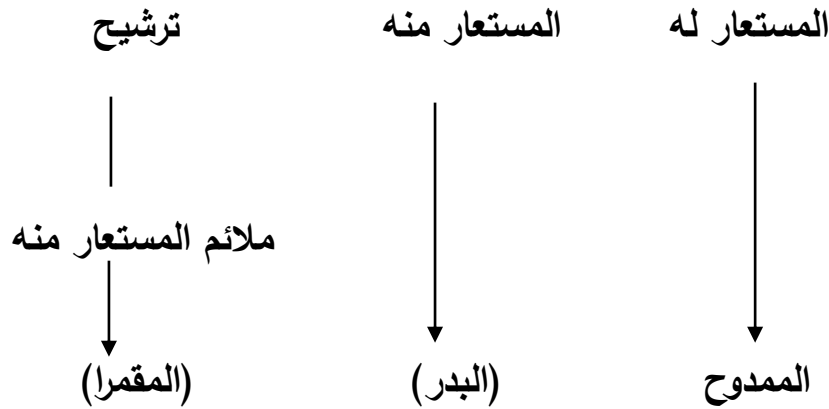 المستعار له المستعار منه ترشيح
ملائم المستعار منه
الممدوح (البدر) (المقمرا)